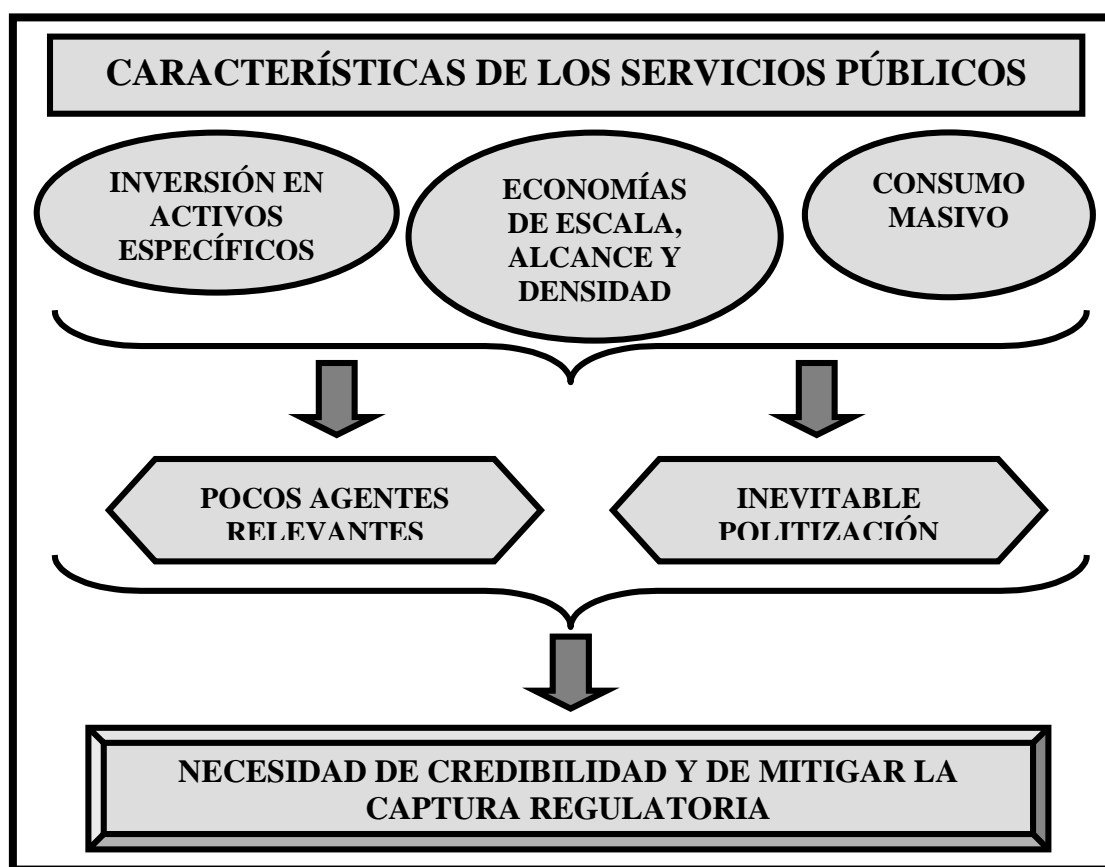 CARACTERÍSTICAS DE LOS SERVICIOS PÚBLICOS
INVERSIÓN EN
ACTIVOS
ESPECÍFICOS
ECONOMÍAS
DE ESCALA,
ALCANCE Y
DENSIDAD
CONSUMO
MASIVO
POCOS AGENTES
RELEVANTES
INEVITABLE
POLITIZACIÓN
NECESIDAD DE CREDIBILIDAD Y DE MITIGAR LA
CAPTURA REGULATORIA